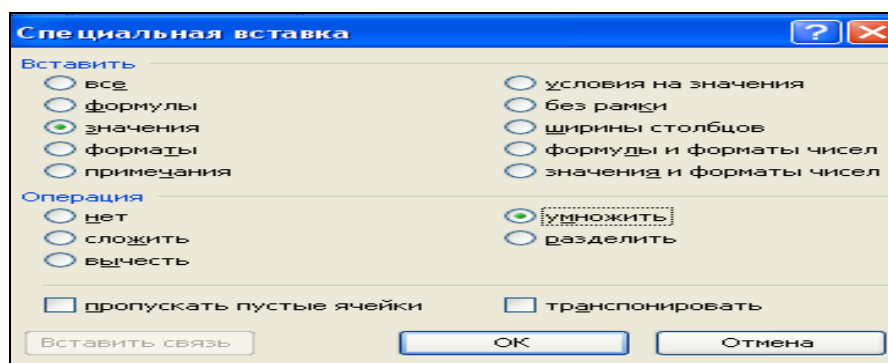 Специальная вставка
Вставить
все
условия на значения
формулы
без рамки
значения
ширины столбцов
форматы
формулы и форматы чисел
примечания
значения и форматы чисел
Операция
нет
умножить
сложить
разделить
вычесть
пропускать пустые ячейки
транспонировать
Вставить связь
ОК
Отмена